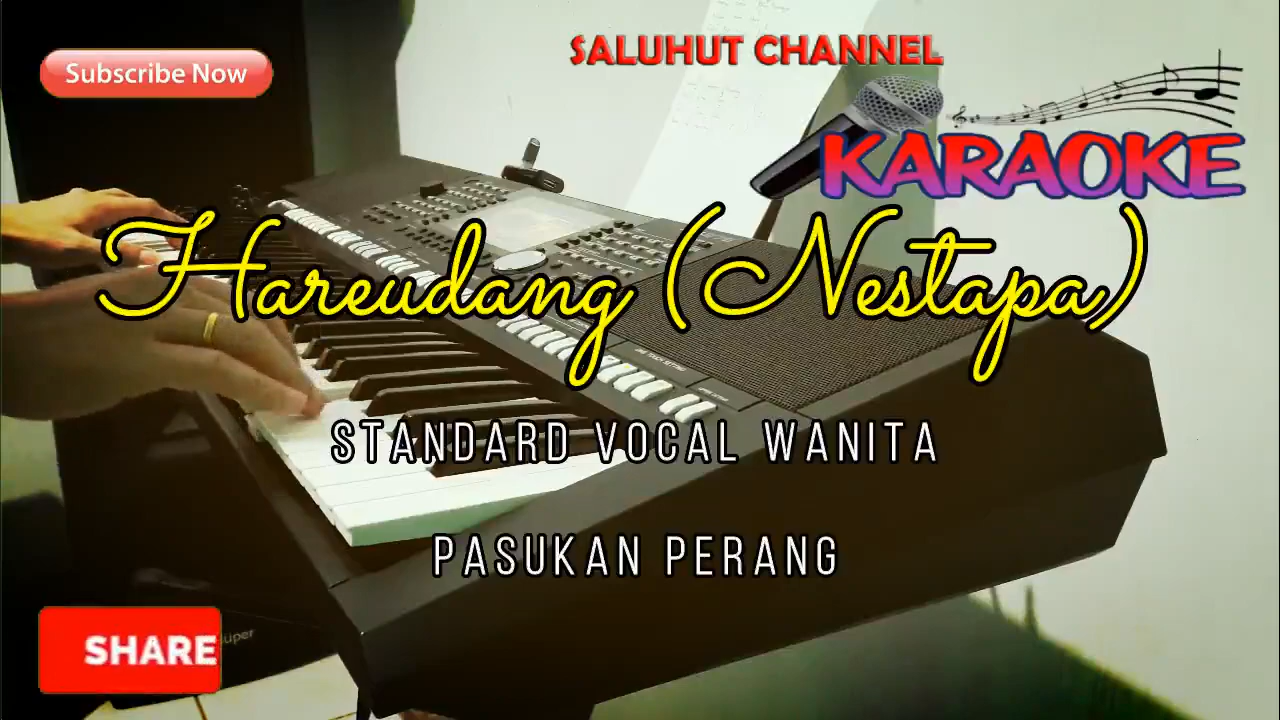 Subscribe Now
SALUHUT CHANNEL
KARAOKE
Hareudang (Nestapa)
STANDARD VOCAL WANITA
PASUKAN PERANG
SHARE